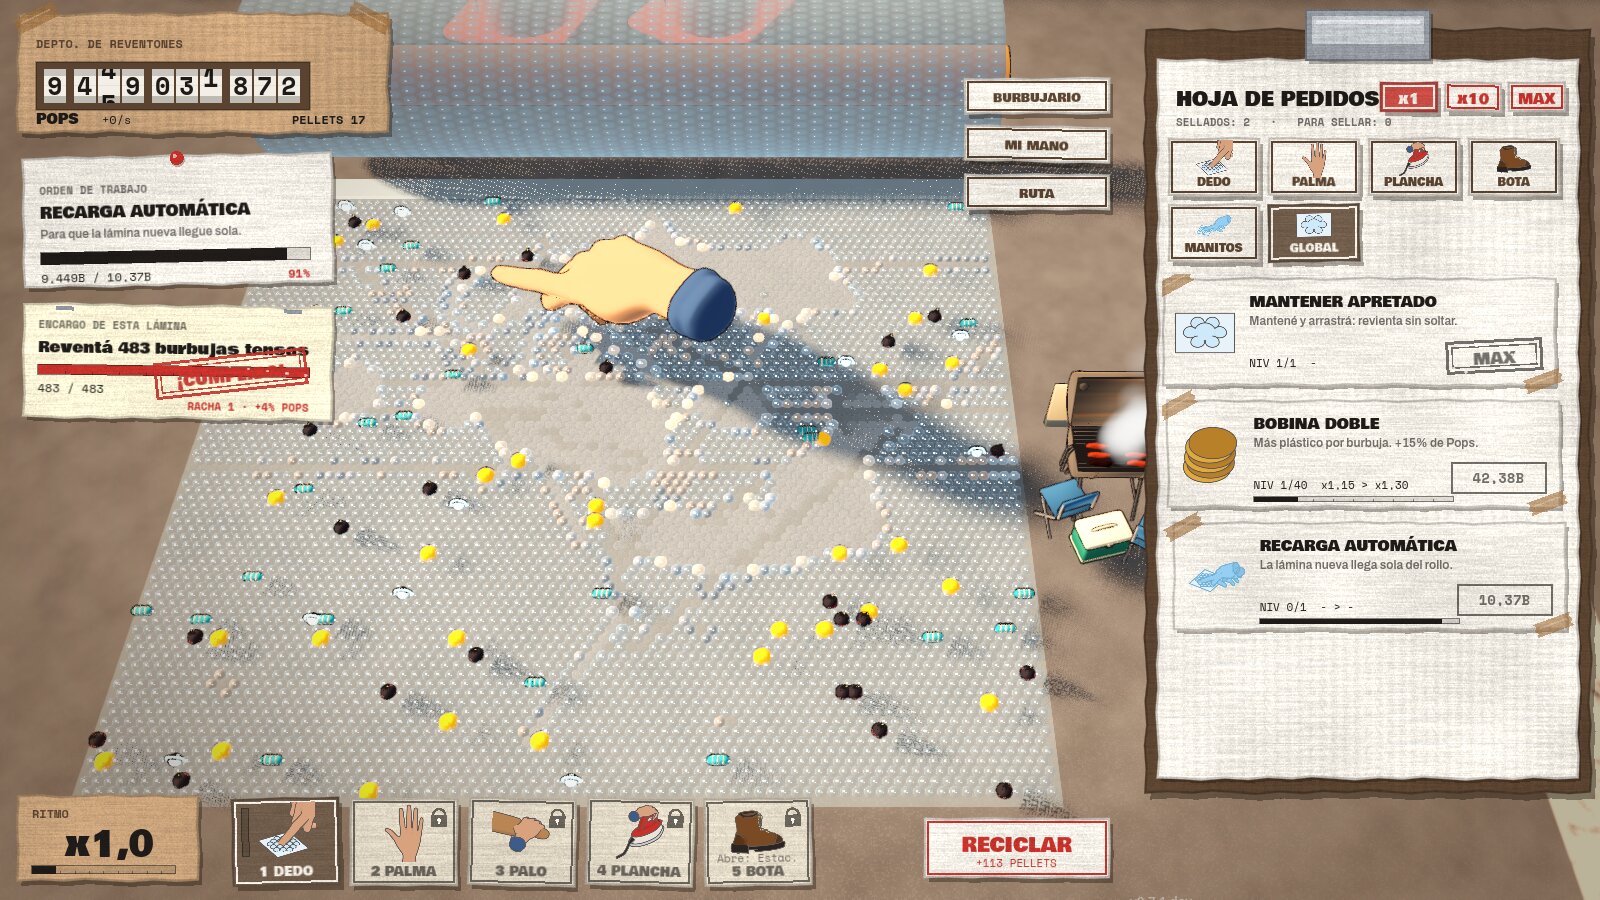 DEPTO. DE REVENTONES
POPS +0/s PELLETS 17
ORDEN DE TRABAJO
RECARGA AUTOMÁTICA
Para que la lámina nueva llegue sola.
9,449B / 10,37B 91%
ENCARGO DE ESTA LÁMINA
Reventá 483 burbujas tensas
483 / 483
RACHA 1 · +4% POPS
BURBUJARIO
MI MANO
RUTA
HOJA DE PEDIDOS x1 x10 MAX
SELLADOS: 2 · PARA SELLAR: 0
DEDO PALMA PLANCHA BOTA
MANITOS GLOBAL
MANTENER APRETADO
Mantené y arrastrá: revienta sin soltar.
NIV 1/1 - MAX
BOBINA DOBLE
Más plástico por burbuja. +15% de Pops.
NIV 1/40 x1,15 > x1,30 42,38B
RECARGA AUTOMÁTICA
La lámina nueva llega sola del rollo.
NIV 0/1 - > - 10,37B
RITMO
x1,0
1 DEDO
2 PALMA
3 PALO
4 PLANCHA
Abre: Estac.
5 BOTA
RECICLAR
+113 PELLETS